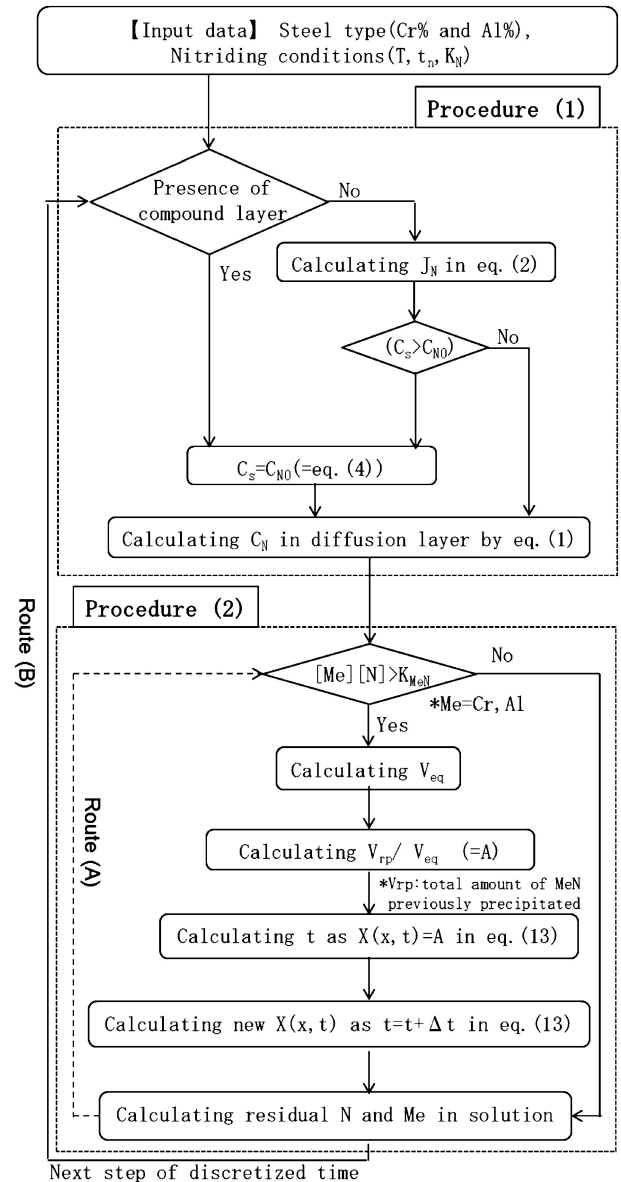 【Input data】 Steel type(Cr% and Al%),
Nitriding conditions(T, tn, KN)
Procedure (1)
Presence of
compound layer
No
Yes
Calculating JN in eq. (2)
(Cs>CN0)
No
Cs=CN0(=eq. (4))
Calculating CN in diffusion layer by eq. (1)
Procedure (2)
Route (B)
[Me][N]>KMeN
No
*Me=Cr, Al
Yes
Calculating Veq
Route (A)
Calculating Vrp/ Veq (=A)
*Vrp:total amount of MeN
previously precipitated
Calculating t as X(x, t)=A in eq. (13)
Calculating new X(x, t) as t=t+Δt in eq. (13)
Calculating residual N and Me in solution
Next step of discretized time